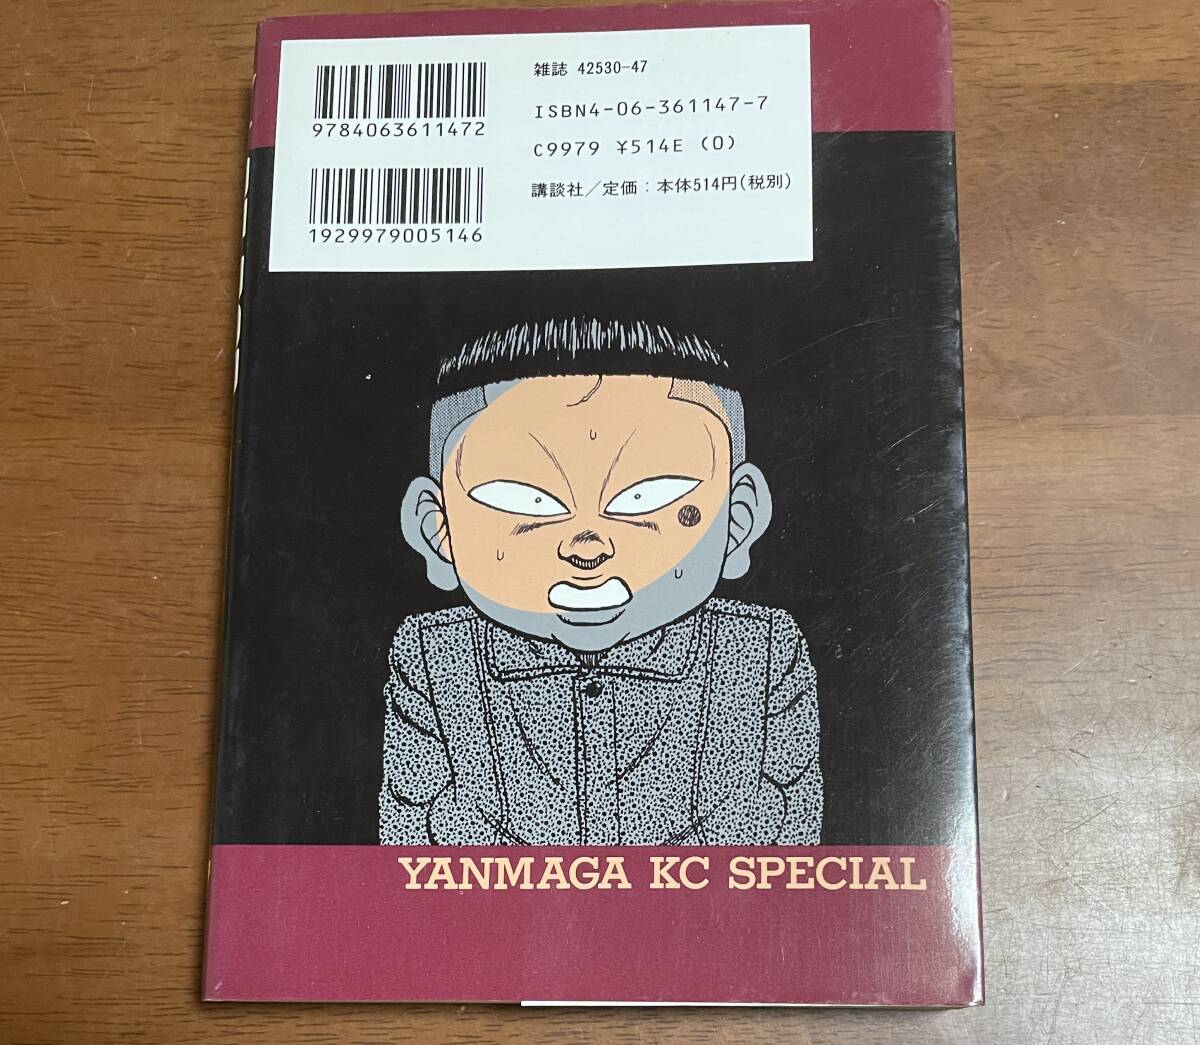 9784063611472
1929979005146
雑誌 42530-47
ISBN4-06-361147-7
C9979 ¥514E (0)
講談社／定価：本体514円(税別)
YANMAGA KC SPECIAL